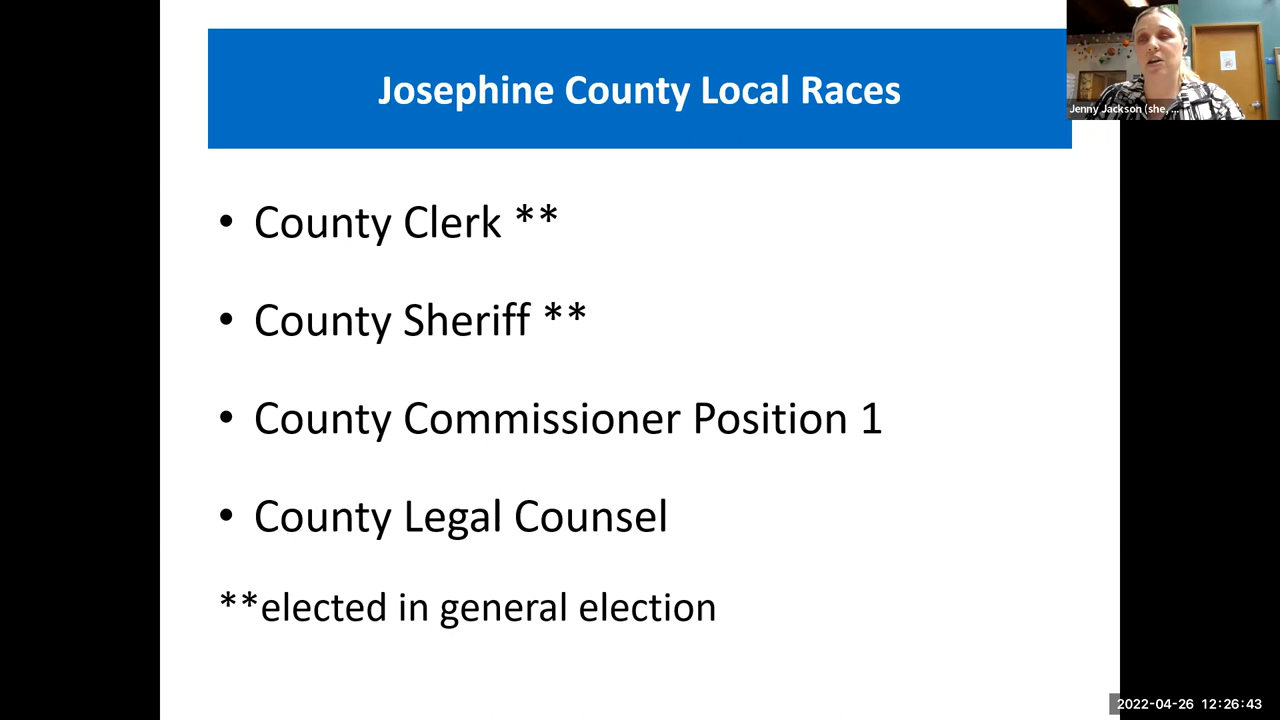 Josephine County Local Races
Jenny Jackson (she, ...
• County Clerk **
• County Sheriff **
• County Commissioner Position 1
• County Legal Counsel
**elected in general election
2022-04-26 12:26:43